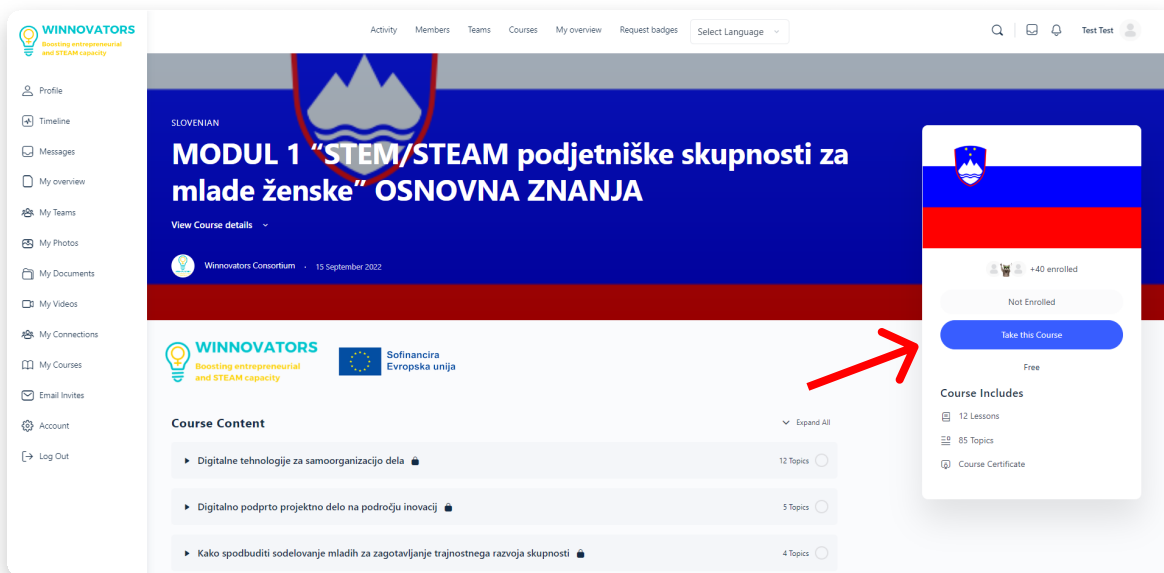 WINNOVATORS
Boosting entrepreneurial
and STEAM capacity
Activity
Members
Teams
Courses
My overview
Request badges
Select Language
Test Test
Profile
Timeline
Messages
My overview
My Teams
My Photos
My Documents
My Videos
My Connections
My Courses
Email Invites
Account
Log Out
SLOVENIAN
MODUL 1 “STEM/STEAM podjetniške skupnosti za
mlade ženske” OSNOVNA ZNANJA
View Course details
Winnovators Consortium · 15 September 2022
+40 enrolled
Not Enrolled
Take this Course
Free
Course Includes
12 Lessons
85 Topics
Course Certificate
WINNOVATORS
Boosting entrepreneurial
and STEAM capacity
Sofinancira
Evropska unija
Course Content
Expand All
Digitalne tehnologije za samoorganizacijo dela
12 Topics
Digitalno podprto projektno delo na področju inovacij
5 Topics
Kako spodbuditi sodelovanje mladih za zagotavljanje trajnostnega razvoja skupnosti
4 Topics